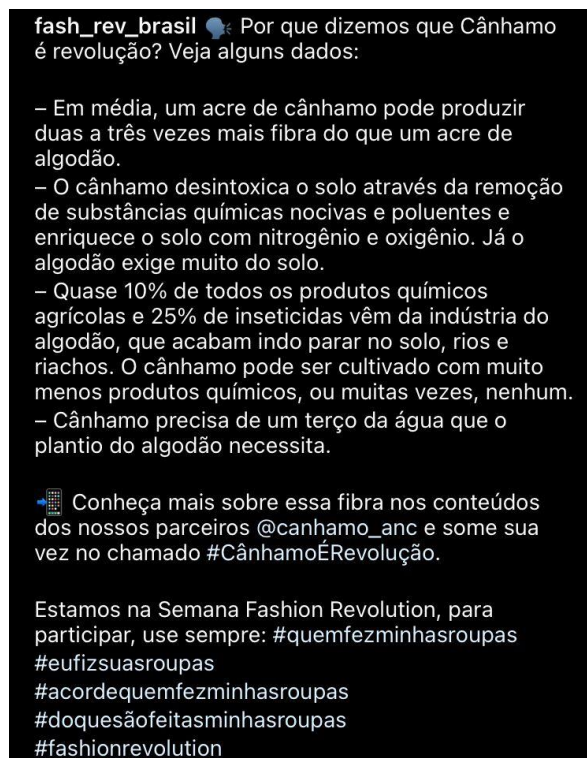 fash_rev_brasil 🗣️ Por que dizemos que Cânhamo
é revolução? Veja alguns dados:
– Em média, um acre de cânhamo pode produzir
duas a três vezes mais fibra do que um acre de
algodão.
– O cânhamo desintoxica o solo através da remoção
de substâncias químicas nocivas e poluentes e
enriquece o solo com nitrogênio e oxigênio. Já o
algodão exige muito do solo.
– Quase 10% de todos os produtos químicos
agrícolas e 25% de inseticidas vêm da indústria do
algodão, que acabam indo parar no solo, rios e
riachos. O cânhamo pode ser cultivado com muito
menos produtos químicos, ou muitas vezes, nenhum.
– Cânhamo precisa de um terço da água que o
plantio do algodão necessita.
📲 Conheça mais sobre essa fibra nos conteúdos
dos nossos parceiros @canhamo_anc e some sua
vez no chamado #CânhamoÉRevolução.
Estamos na Semana Fashion Revolution, para
participar, use sempre: #quemfezminhasroupas
#eufizsuasroupas
#acordequemfezminhasroupas
#doquesãofeitasminhasroupas
#fashionrevolution